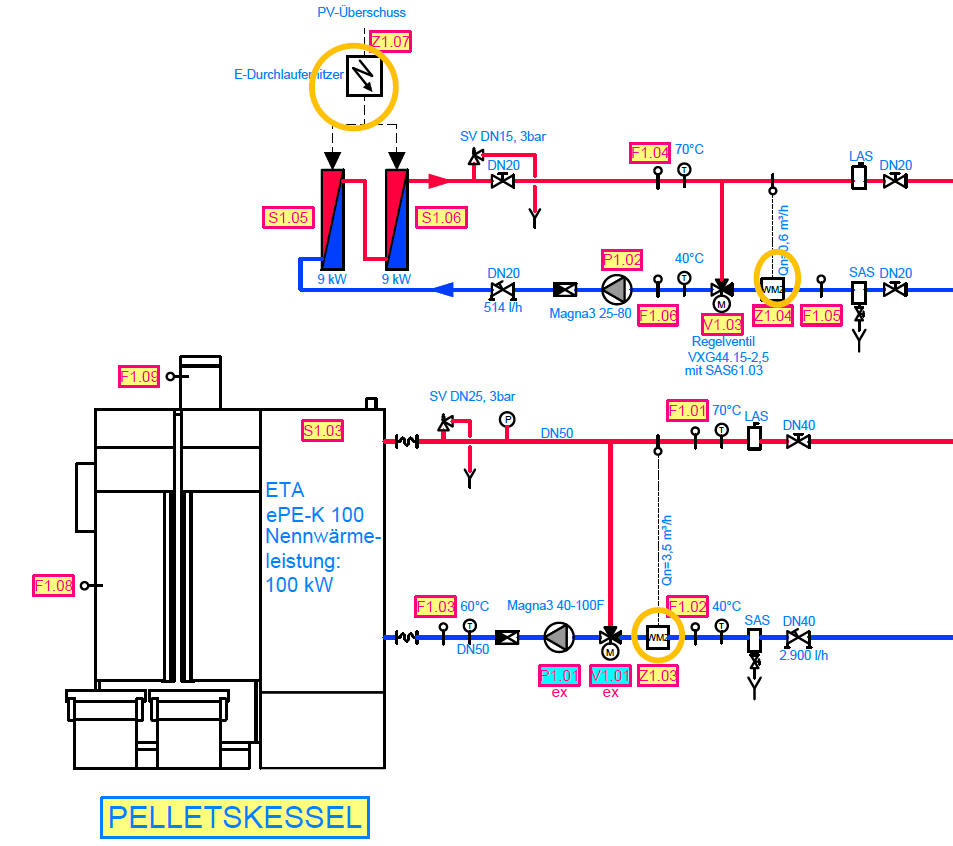 PV-Überschuss
Z1.07
E-Durchlauferhitzer
SV DN15, 3bar
DN20
F1.04
70°C
T
LAS
DN20
S1.05
S1.06
Qn=0,6 m³/h
9 kW
9 kW
DN20
514 l/h
P1.02
Magna3 25-80
40°C
T
F1.06
M
V1.03
Regelventil
VXG44.15-2,5
mit SAS61.03
WMZ
Z1.04
F1.05
SAS
DN20
F1.09
S1.03
SV DN25, 3bar
P
DN50
F1.01
70°C
T
LAS
DN40
ETA
ePE-K 100
Nennwärme-
leistung:
100 kW
Qn=3,5 m³/h
F1.08
F1.03
60°C
T
DN50
Magna3 40-100F
P1.01
ex
M
V1.01
ex
WMZ
Z1.03
F1.02
40°C
T
SAS
DN40
2.900 l/h
PELLETSKESSEL